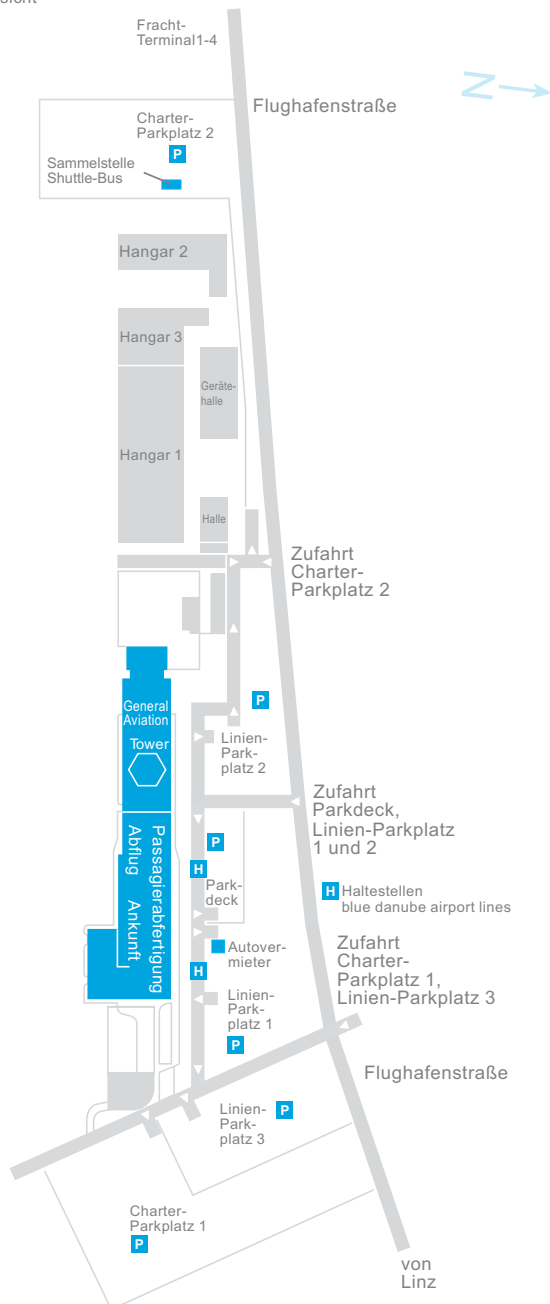 Fracht-
Terminal1-4
N
Flughafenstraße
Charter-
Parkplatz 2
P
Sammelstelle
Shuttle-Bus
Hangar 2
Hangar 3
Geräte-
halle
Hangar 1
Halle
Zufahrt
Charter-
Parkplatz 2
General
Aviation
P
Tower
Linien-
Park-
platz 2
Zufahrt
Parkdeck,
Linien-Parkplatz
1 und 2
Passagierabfertigung
Abflug
Ankunft
P
H
Park-
deck
H Haltestellen
blue danube airport lines
Autover-
mieter
H
Zufahrt
Charter-
Parkplatz 1,
Linien-Parkplatz 3
Linien-
Park-
platz 1
P
Flughafenstraße
Linien-
Park-
platz 3
P
Charter-
Parkplatz 1
P
von
Linz